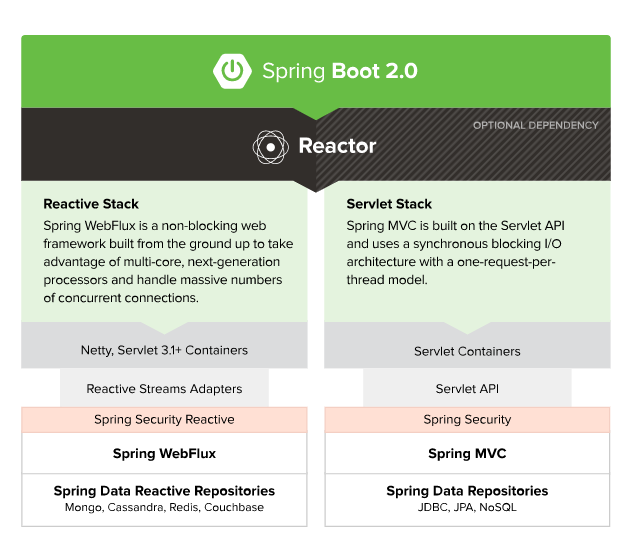 Spring Boot 2.0
OPTIONAL DEPENDENCY
Reactor
Reactive Stack
Spring WebFlux is a non-blocking web
framework built from the ground up to take
advantage of multi-core, next-generation
processors and handle massive numbers
of concurrent connections.
Servlet Stack
Spring MVC is built on the Servlet API
and uses a synchronous blocking I/O
architecture with a one-request-per-
thread model.
Netty, Servlet 3.1+ Containers
Servlet Containers
Reactive Streams Adapters
Servlet API
Spring Security Reactive
Spring Security
Spring WebFlux
Spring MVC
Spring Data Reactive Repositories
Mongo, Cassandra, Redis, Couchbase
Spring Data Repositories
JDBC, JPA, NoSQL